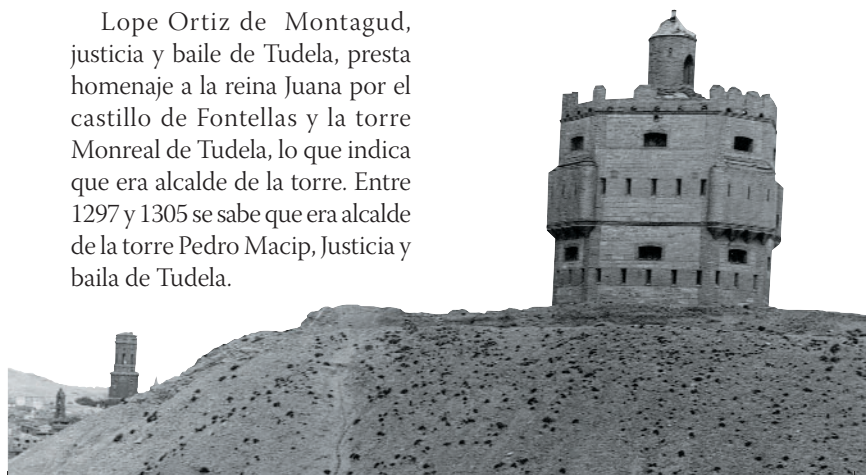 Lope Ortiz de Montagud,
justicia y baile de Tudela, presta
homenaje a la reina Juana por el
castillo de Fontellas y la torre
Monreal de Tudela, lo que indica
que era alcalde de la torre. Entre
1297 y 1305 se sabe que era alcalde
de la torre Pedro Macip, Justicia y
baila de Tudela.